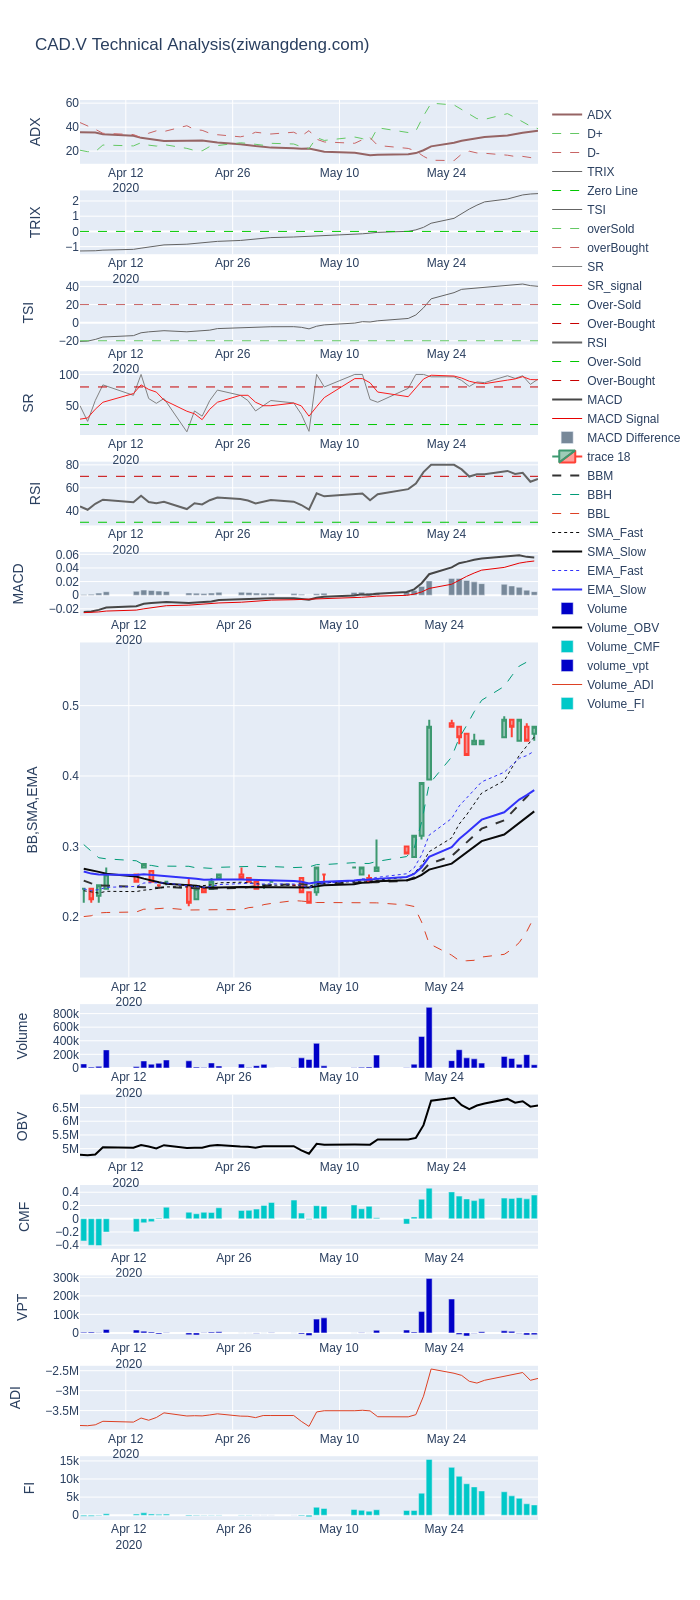 CAD.V Technical Analysis(ziwangdeng.com)
ADX
60
40
20
Apr 12
2020
Apr 26
May 10
May 24
TRIX
2
1
0
−1
Apr 12
2020
Apr 26
May 10
May 24
TSI
40
20
0
−20
Apr 12
2020
Apr 26
May 10
May 24
SR
100
50
Apr 12
2020
Apr 26
May 10
May 24
RSI
80
60
40
Apr 12
2020
Apr 26
May 10
May 24
MACD
0.06
0.04
0.02
0
−0.02
Apr 12
2020
Apr 26
May 10
May 24
BB,SMA,EMA
0.5
0.4
0.3
0.2
Apr 12
2020
Apr 26
May 10
May 24
Volume
800k
600k
400k
200k
0
Apr 12
2020
Apr 26
May 10
May 24
OBV
6.5M
6M
5.5M
5M
Apr 12
2020
Apr 26
May 10
May 24
CMF
0.4
0.2
0
−0.2
−0.4
Apr 12
2020
Apr 26
May 10
May 24
VPT
300k
200k
100k
0
Apr 12
2020
Apr 26
May 10
May 24
ADI
−2.5M
−3M
−3.5M
Apr 12
2020
Apr 26
May 10
May 24
FI
15k
10k
5k
0
Apr 12
2020
Apr 26
May 10
May 24
ADX
D+
D-
TRIX
Zero Line
TSI
overSold
overBought
SR
SR_signal
Over-Sold
Over-Bought
RSI
Over-Sold
Over-Bought
MACD
MACD Signal
MACD Difference
trace 18
BBM
BBH
BBL
SMA_Fast
SMA_Slow
EMA_Fast
EMA_Slow
Volume
Volume_OBV
Volume_CMF
volume_vpt
Volume_ADI
Volume_FI